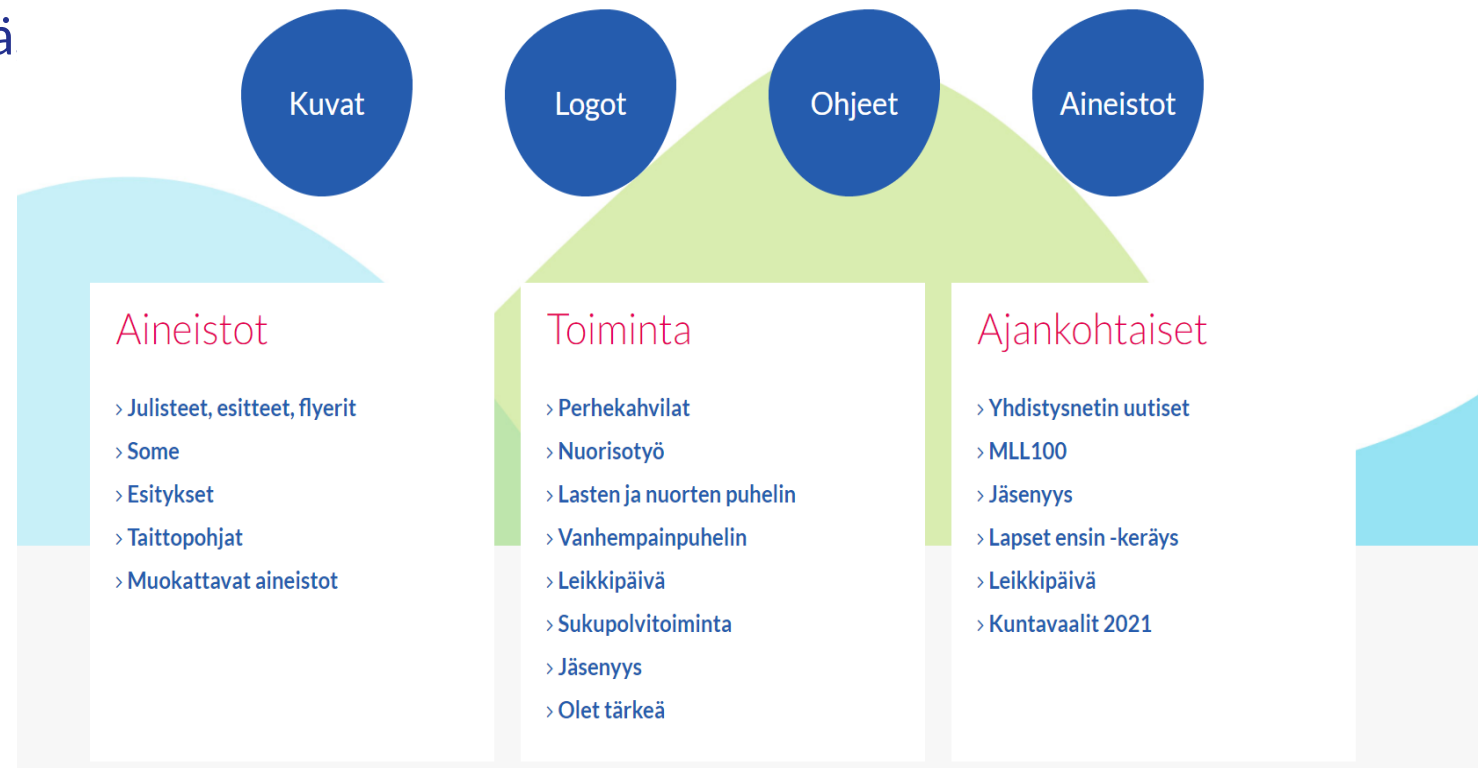 ä
Kuvat
Logot
Ohjeet
Aineistot
Aineistot
› Julisteet, esitteet, flyerit
› Some
› Esitykset
› Taittopohjat
› Muokattavat aineistot
Toiminta
› Perhekahvilat
› Nuorisotyö
› Lasten ja nuorten puhelin
› Vanhempainpuhelin
› Leikkipäivä
› Sukupolvitoiminta
› Jäsenyys
› Olet tärkeä
Ajankohtaiset
› Yhdistysnetin uutiset
› MLL100
› Jäsenyys
› Lapset ensin -keräys
› Leikkipäivä
› Kuntavaalit 2021